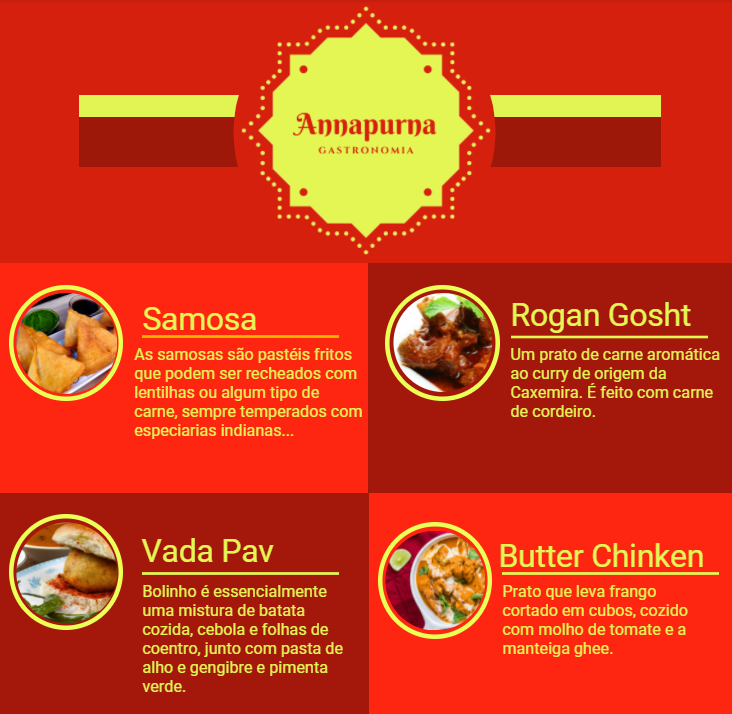 Annapurna
GASTRONOMIA
Samosa
As samosas são pastéis fritos
que podem ser recheados com
lentilhas ou algum tipo de
carne, sempre temperados com
especiarias indianas...
Rogan Gosht
Um prato de carne aromática
ao curry de origem da
Caxemira. É feito com carne
de cordeiro.
Vada Pav
Bolinho é essencialmente
uma mistura de batata
cozida, cebola e folhas de
coentro, junto com pasta de
alho e gengibre e pimenta
verde.
Butter Chinken
Prato que leva frango
cortado em cubos, cozido
com molho de tomate e a
manteiga ghee.